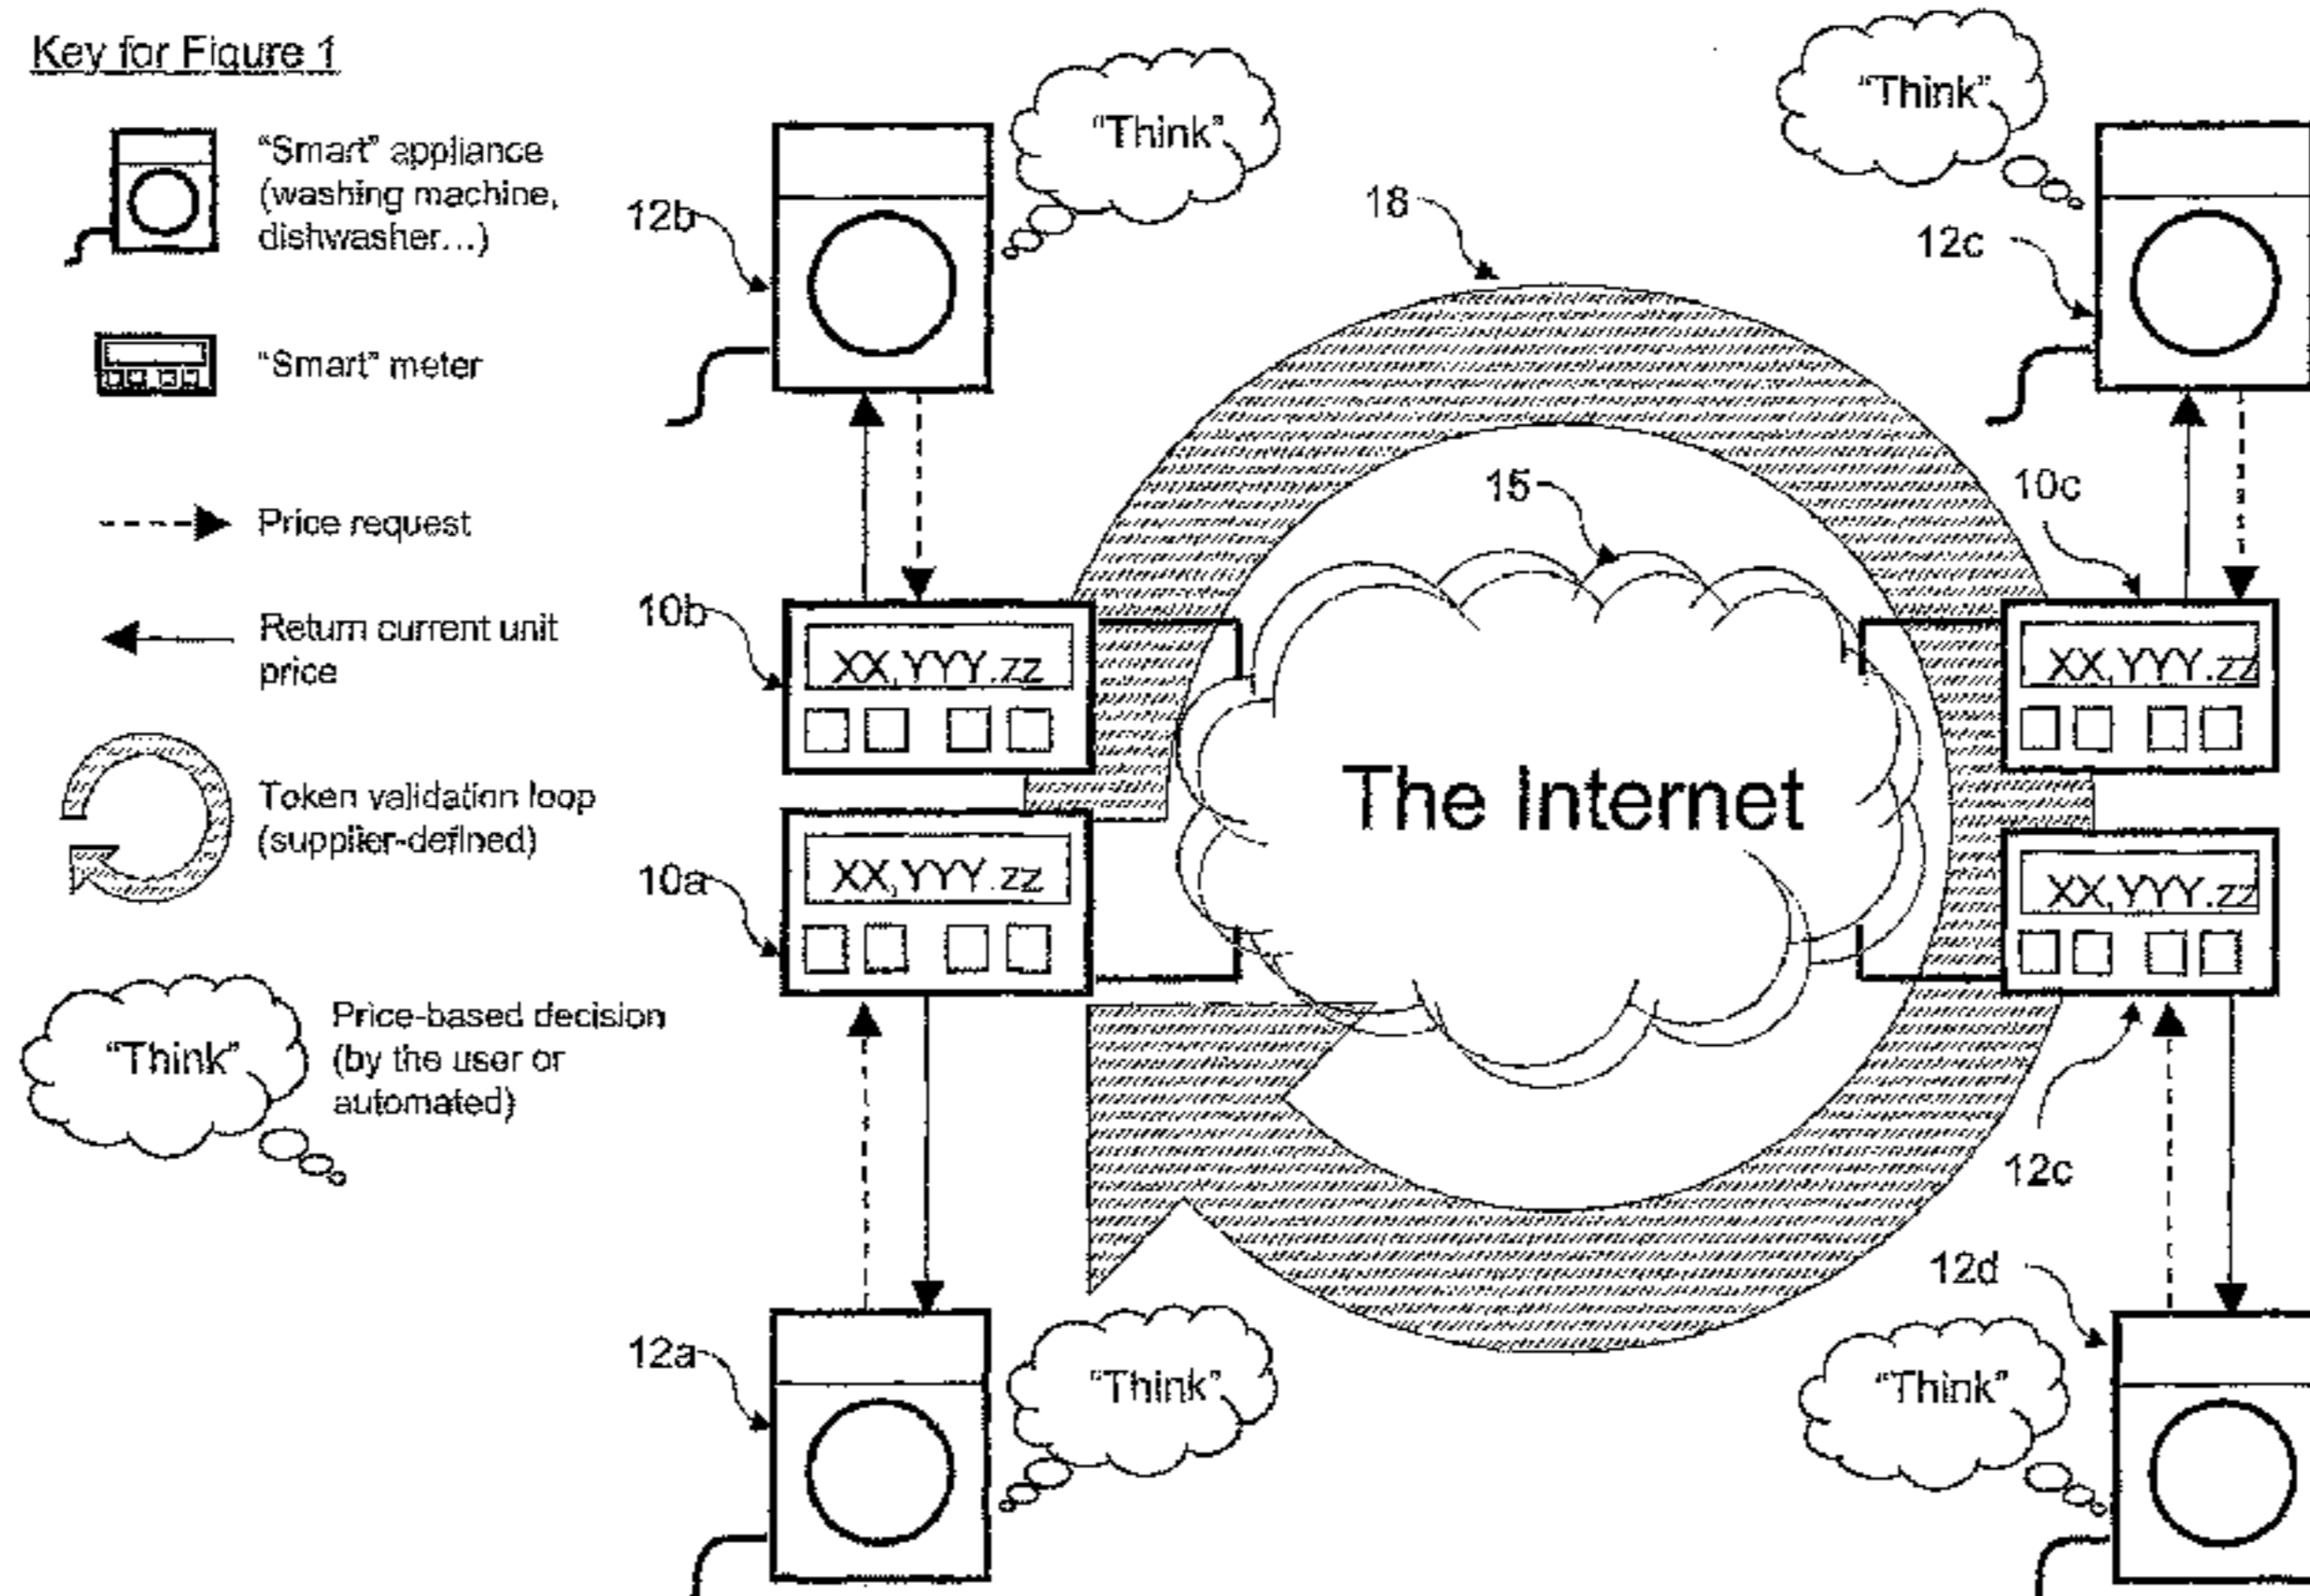 Key for Figure 1
“Smart” appliance
(washing machine,
dishwasher...)
“Smart” meter
Price request
Return current unit
price
Token validation loop
(supplier-defined)
“Think”
Price-based decision
(by the user or
automated)
“Think”
12b
10b
XX,YYY.zz
10a
XX,YYY.zz
12a
“Think”
18
15
The Internet
“Think”
12c
10c
XX,YYY.zz
XX,YYY.zz
12c
12d
“Think”